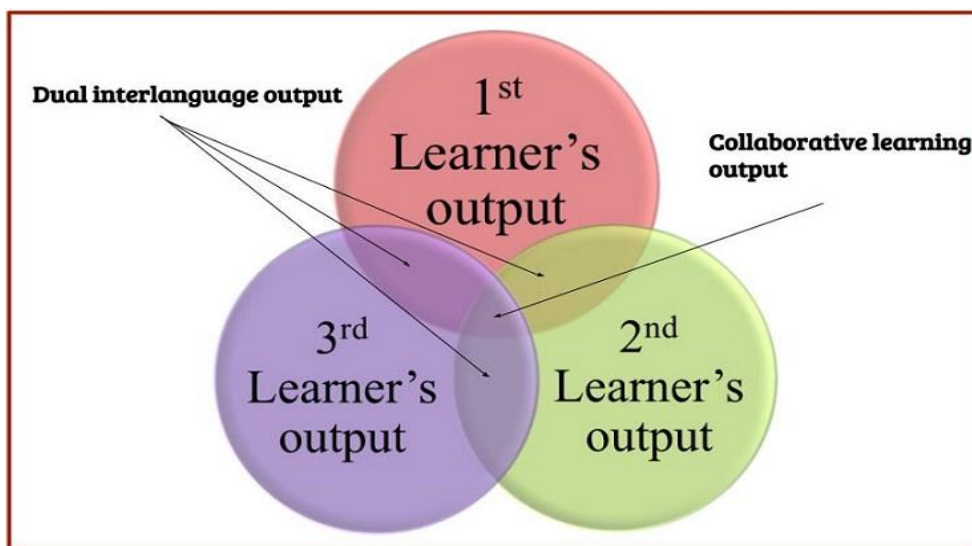 Dual interlanguage output
1st
Learner’s
output
Collaborative learning
output
3rd
Learner’s
output
2nd
Learner’s
output